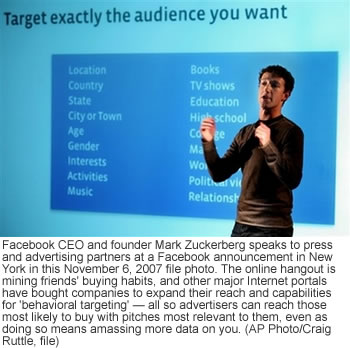 Target exactly the audience you want
Location
Country
State
City or Town
Age
Gender
Interests
Activities
Music
Books
TV shows
Education
High school
Facebook CEO and founder Mark Zuckerberg speaks to press
and advertising partners at a Facebook announcement in New
York in this November 6, 2007 file photo. The online hangout is
mining friends' buying habits, and other major Internet portals
have bought companies to expand their reach and capabilities
for 'behavioral targeting' — all so advertisers can reach those
most likely to buy with pitches most relevant to them, even as
doing so means amassing more data on you. (AP Photo/Craig
Ruttle, file)